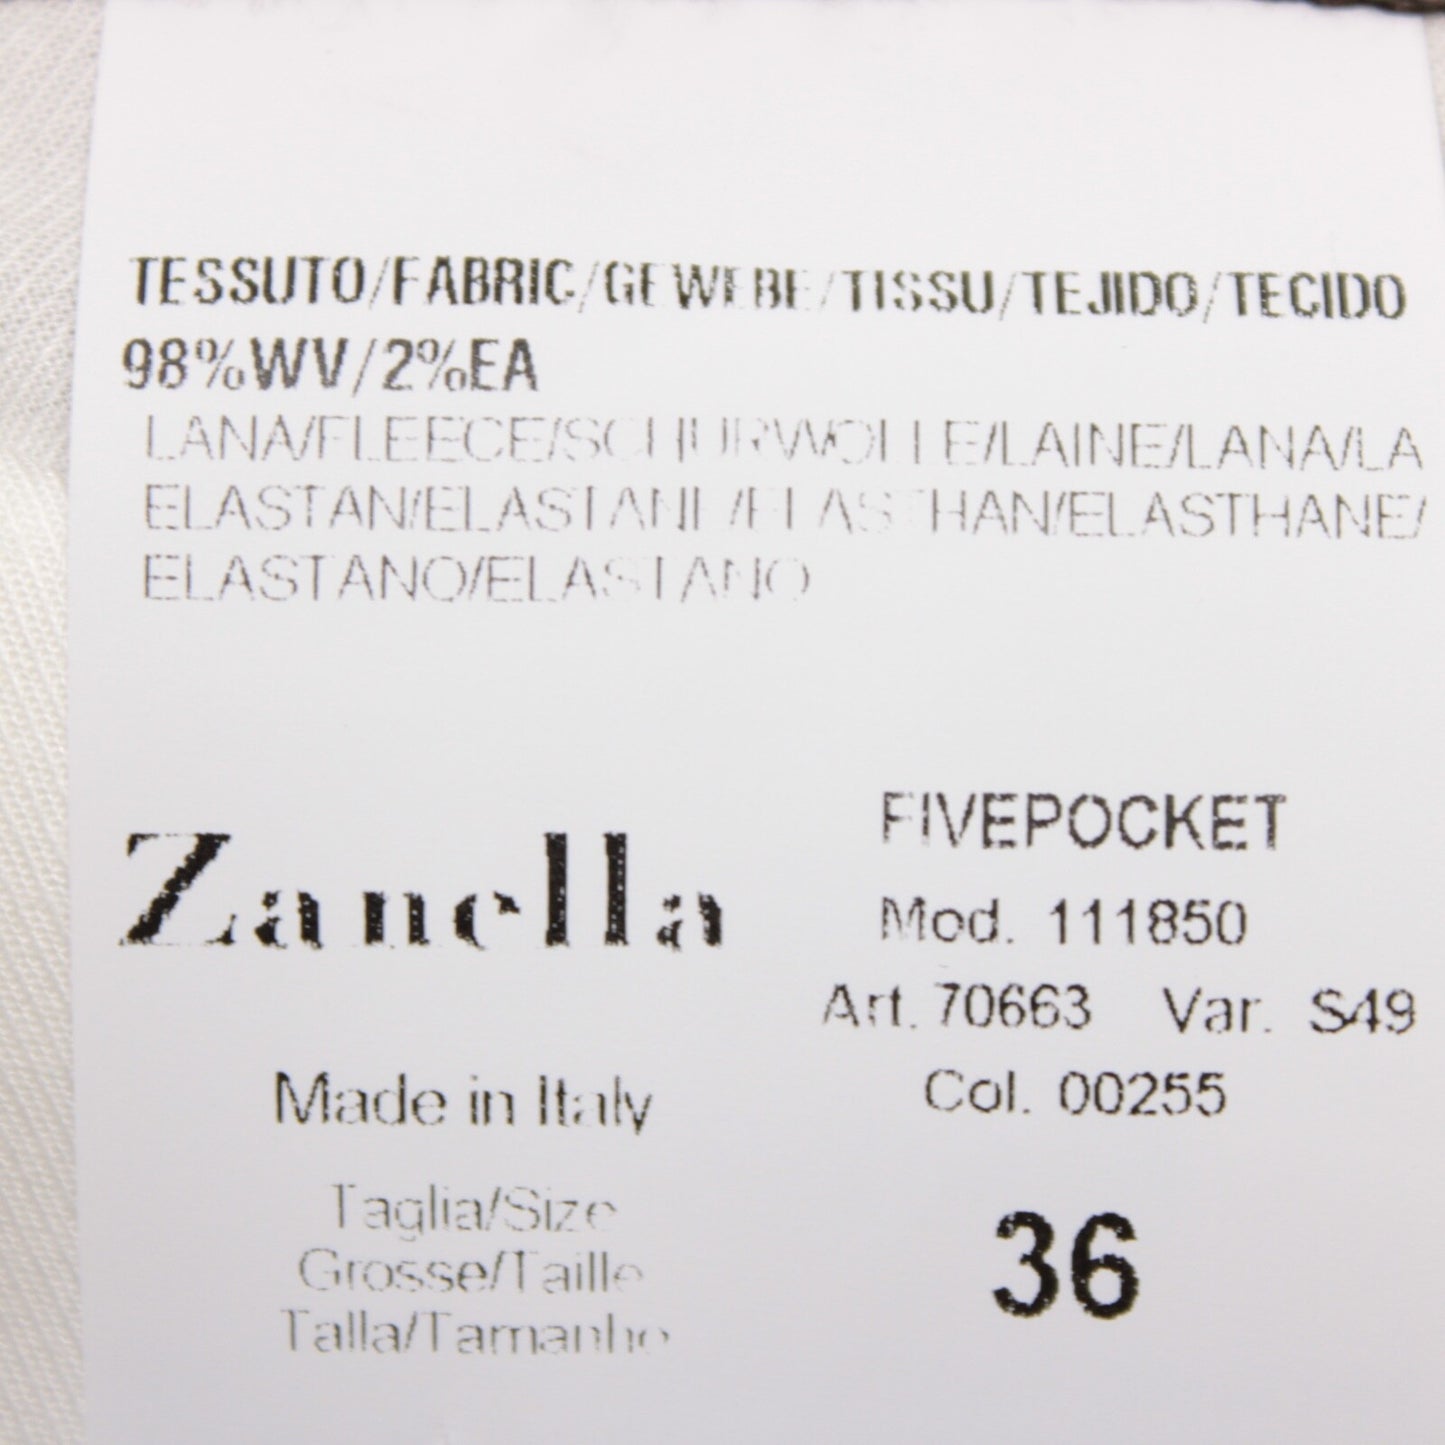 TESSUTO/FABRIC/GEWEBE/TISSU/TEJIDO/TECIDO
98%WV/2%EA
LANA/FLEECE/SCHURWOLLE/LAINE/LANA/LA
ELASTAN/ELASTANE/ELASTHAN/ELASTHANE/
ELASTANO/ELASTANO
Zanella
Made in Italy
Taglia/Size
Grosse/Taille
Talla/Tamanho
FIVEPOCKET
Mod. 111850
Art. 70663 Var. S49
Col. 00255
36